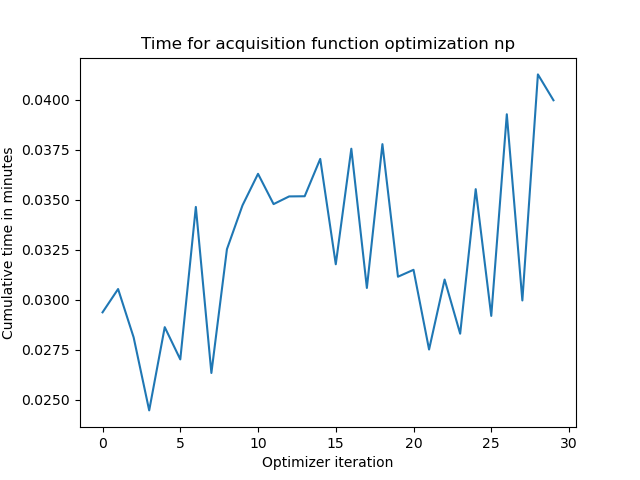 Time for acquisition function optimization np
Cumulative time in minutes
0.0400
0.0375
0.0350
0.0325
0.0300
0.0275
0.0250
0 5 10 15 20 25 30
Optimizer iteration